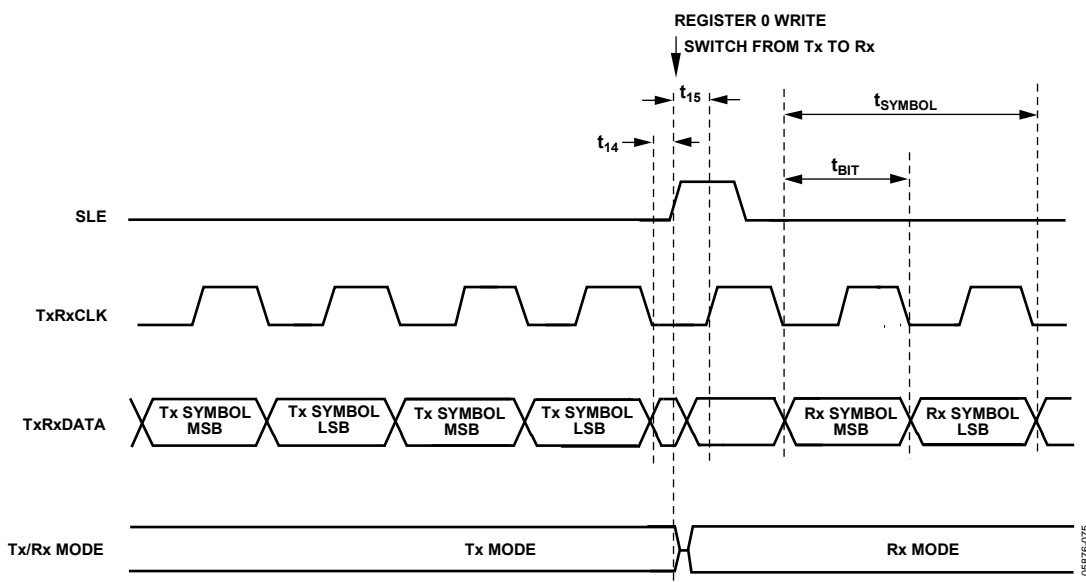 REGISTER 0 WRITE
SWITCH FROM Tx TO Rx
t15
tSYMBOL
t14
tBIT
SLE
TxRxCLK
TxRxDATA
Tx SYMBOL
MSB
Tx SYMBOL
LSB
Tx SYMBOL
MSB
Tx SYMBOL
LSB
Rx SYMBOL
MSB
Rx SYMBOL
LSB
Tx/Rx MODE
Tx MODE
Rx MODE
05876-075